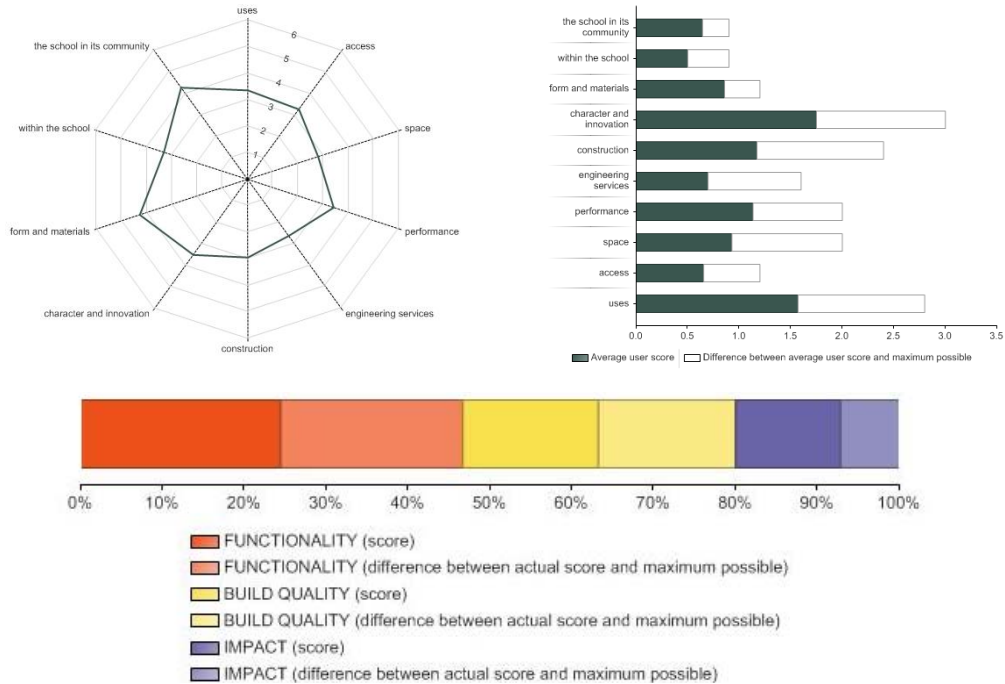 uses
the school in its community
access
6
5
4
3
2
1
within the school
space
form and materials
performance
character and innovation
engineering services
construction
the school in its
community
within the school
form and materials
character and
innovation
construction
engineering
services
performance
space
access
uses
0.0 0.5 1.0 1.5 2.0 2.5 3.0 3.5
Average user score Difference between average user score and maximum possible
0% 10% 20% 30% 40% 50% 60% 70% 80% 90% 100%
FUNCTIONALITY (score)
FUNCTIONALITY (difference between actual score and maximum possible)
BUILD QUALITY (score)
BUILD QUALITY (difference between actual score and maximum possible)
IMPACT (score)
IMPACT (difference between actual score and maximum possible)